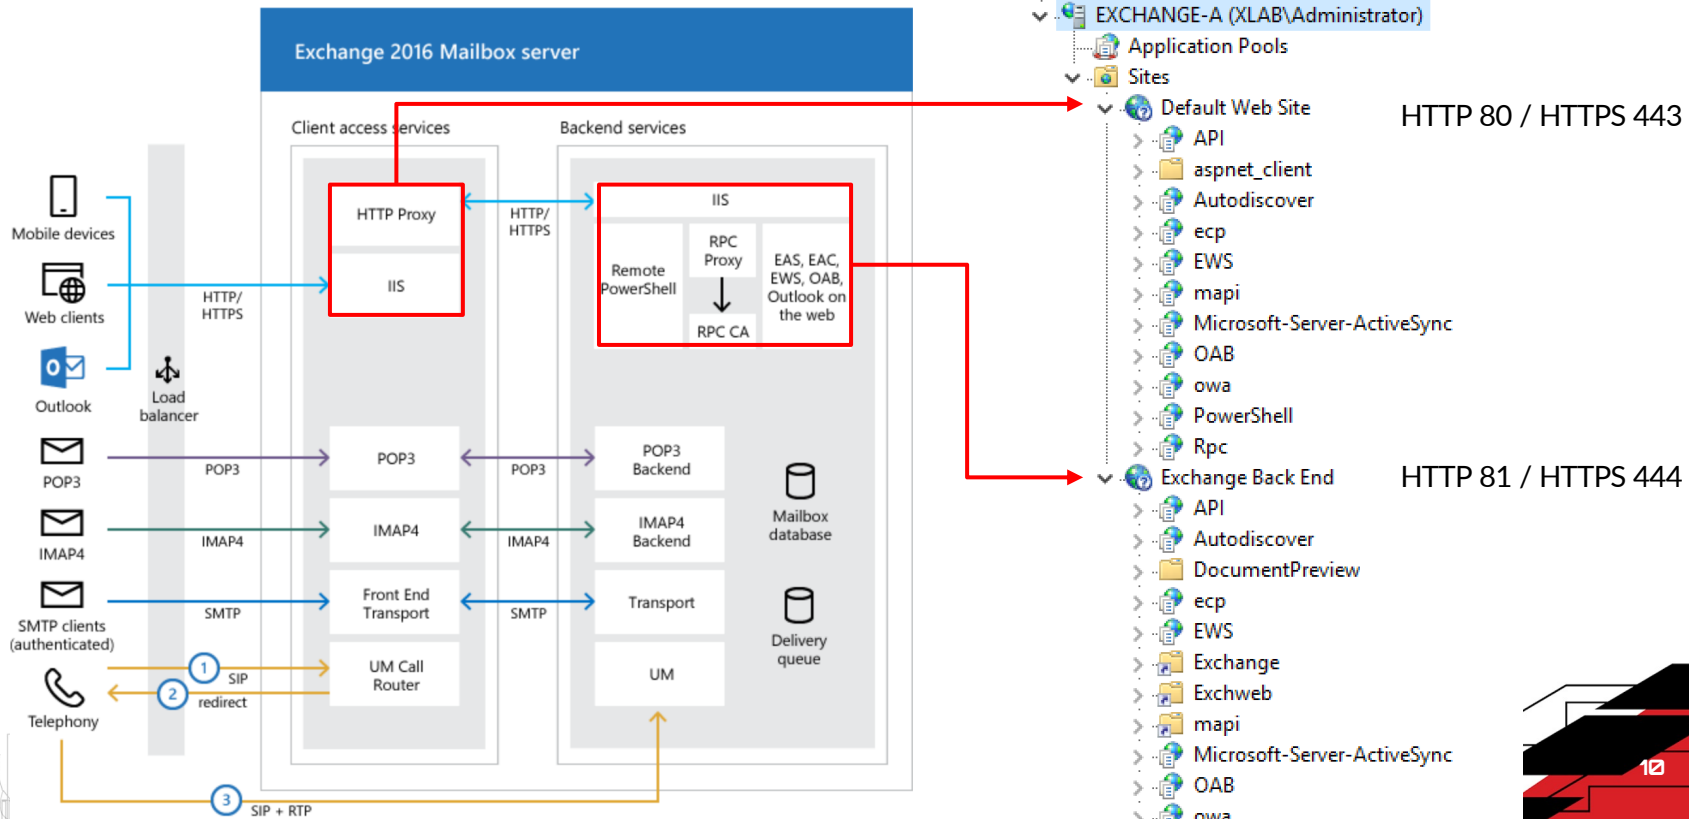 Exchange 2016 Mailbox server
Client access services
Backend services
Mobile devices
Web clients
Outlook
POP3
IMAP4
SMTP clients
(authenticated)
Telephony
Load
balancer
HTTP/
HTTPS
POP3
IMAP4
SMTP
1
SIP
2
redirect
3
SIP + RTP
HTTP Proxy
IIS
POP3
IMAP4
Front End
Transport
UM Call
Router
HTTP/
HTTPS
POP3
IMAP4
SMTP
IIS
Remote
PowerShell
RPC
Proxy
RPC CA
EAS, EAC,
EWS, OAB,
Outlook on
the web
POP3
Backend
IMAP4
Backend
Transport
UM
Mailbox
database
Delivery
queue
EXCHANGE-A (XLAB\Administrator)
Application Pools
Sites
Default Web Site
HTTP 80 / HTTPS 443
API
aspnet_client
Autodiscover
ecp
EWS
mapi
Microsoft-Server-ActiveSync
OAB
owa
PowerShell
Rpc
Exchange Back End
HTTP 81 / HTTPS 444
API
Autodiscover
DocumentPreview
ecp
EWS
Exchange
Exchweb
mapi
Microsoft-Server-ActiveSync
OAB
owa
10